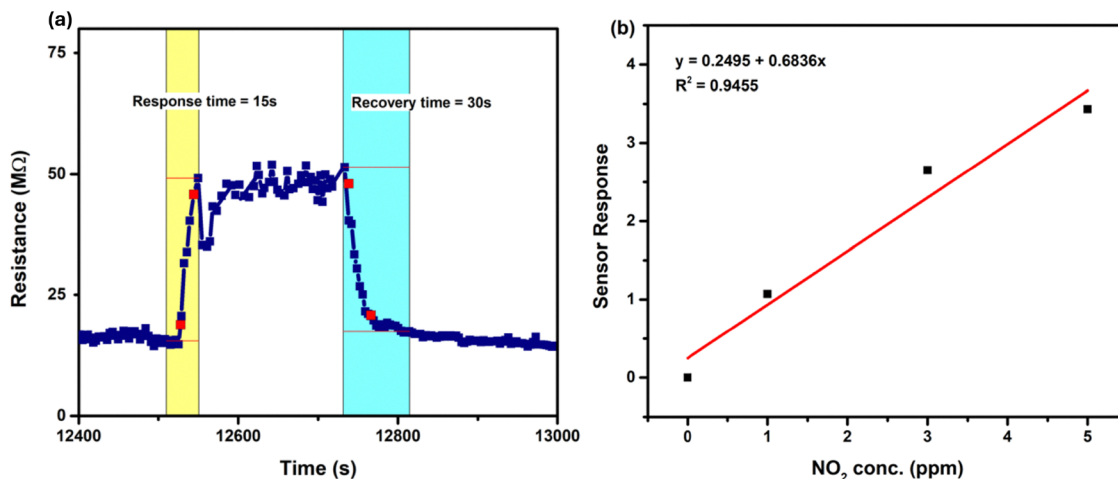 (a)
75
50
25
0
Resistance (MΩ)
Response time = 15s
Recovery time = 30s
12400
12600
12800
13000
Time (s)
(b)
y = 0.2495 + 0.6836x
R² = 0.9455
4
3
2
1
0
Sensor Response
0
1
2
3
4
5
NO₂ conc. (ppm)